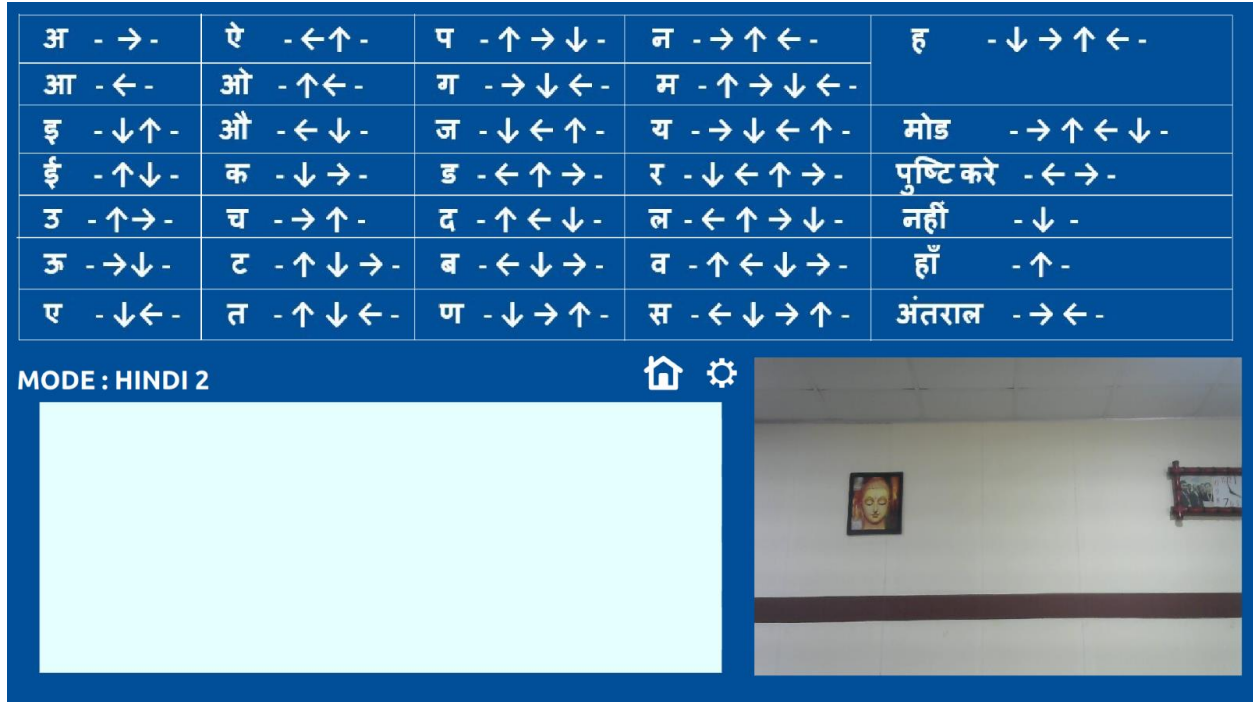 अ - → - ऐ - ←↑ - प - ↑ → ↓ - न - → ↑ ← - ह - ↓ → ↑ ← -
आ - ← - ओ - ↑← - ग - → ↓ ← - म - ↑ → ↓ ← -
इ - ↓↑ - औ - ← ↓ - ज - ↓ ← ↑ - य - → ↓ ← ↑ - मोड - → ↑ ← ↓ -
ई - ↑↓ - क - ↓ → - ड - ← ↑ → - र - ↓ ← ↑ → - पुष्टि करे - ← → -
उ - ↑→ - च - → ↑ - द - ↑ ← ↓ - ल - ← ↑ → ↓ - नहीं - ↓ -
ऊ - →↓ - ट - ↑ ↓ → - ब - ← ↓ → - व - ↑ ← ↓ → - हाँ - ↑ -
ए - ↓← - त - ↑ ↓ ← - ण - ↓ → ↑ - स - ← ↓ → ↑ - अंतराल - → ← -
MODE : HINDI 2